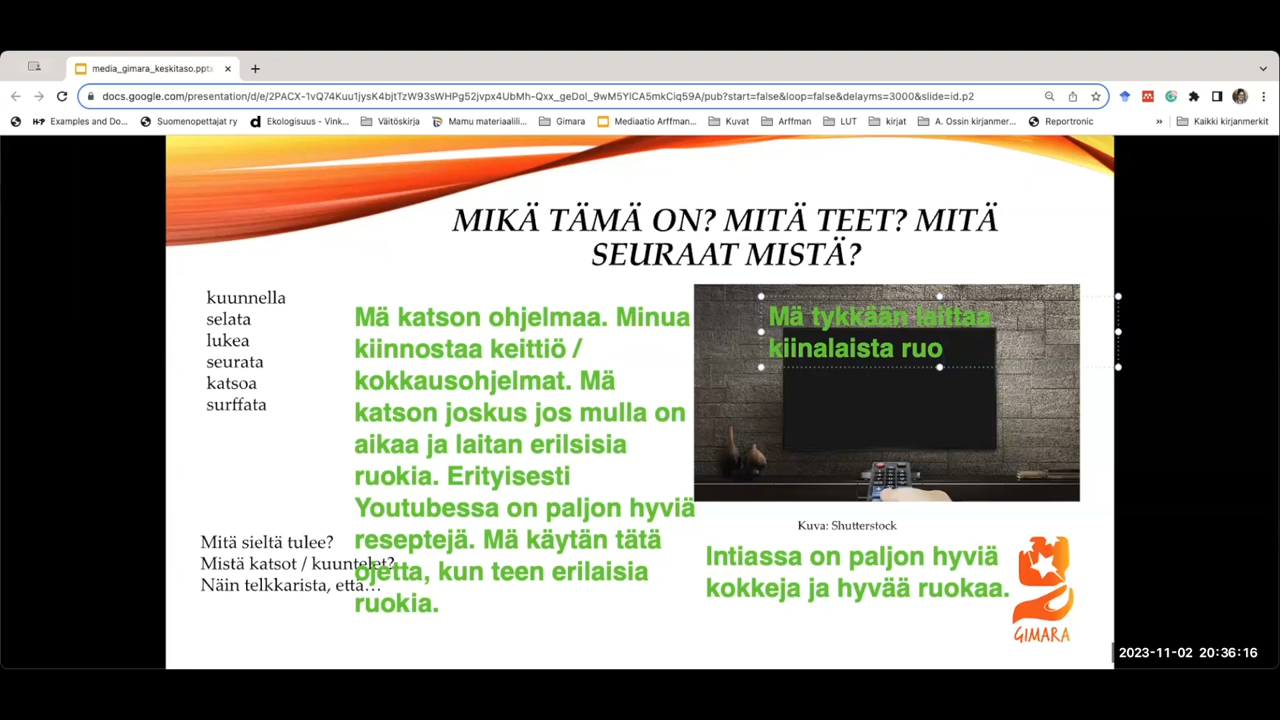 media_gimara_keskitaso.pptx
docs.google.com/presentation/d/e/2PACX-1vQ74Kuu1jysK4bjtTzW93sWHPg52jvpx4UbMh-Qxx_geDol_9wM5YlCA5mkCiq59A/pub?start=false&loop=false&delayms=3000&slide=id.p2
Examples and Do... Suomenopettajat ry Ekologisuus - Vink... Väitöskirja Mamu materiaalili... Gimara Mediaatio Arffman... Kuvat Arffman LUT kirjat A. Ossin kirjanmer... Reportronic » Kaikki kirjanmerkit
MIKÄ TÄMÄ ON? MITÄ TEET? MITÄ
SEURAAT MISTÄ?
kuunnella
selata
lukea
seurata
katsoa
surffata
Mitä sieltä tulee?
Mistä katsot / kuuntelet?
Näin telkkarista, että...
Mä katson ohjelmaa. Minua
kiinnostaa keittiö /
kokkausohjelmat. Mä
katson joskus jos mulla on
aikaa ja laitan erilsisia
ruokia. Erityisesti
Youtubessa on paljon hyviä
reseptejä. Mä käytän tätä
ojetta, kun teen erilaisia
ruokia.
Mä tykkään laittaa
kiinalaista ruo
Kuva: Shutterstock
Intiassa on paljon hyviä
kokkeja ja hyvää ruokaa.
GIMARA
2023-11-02 20:36:16